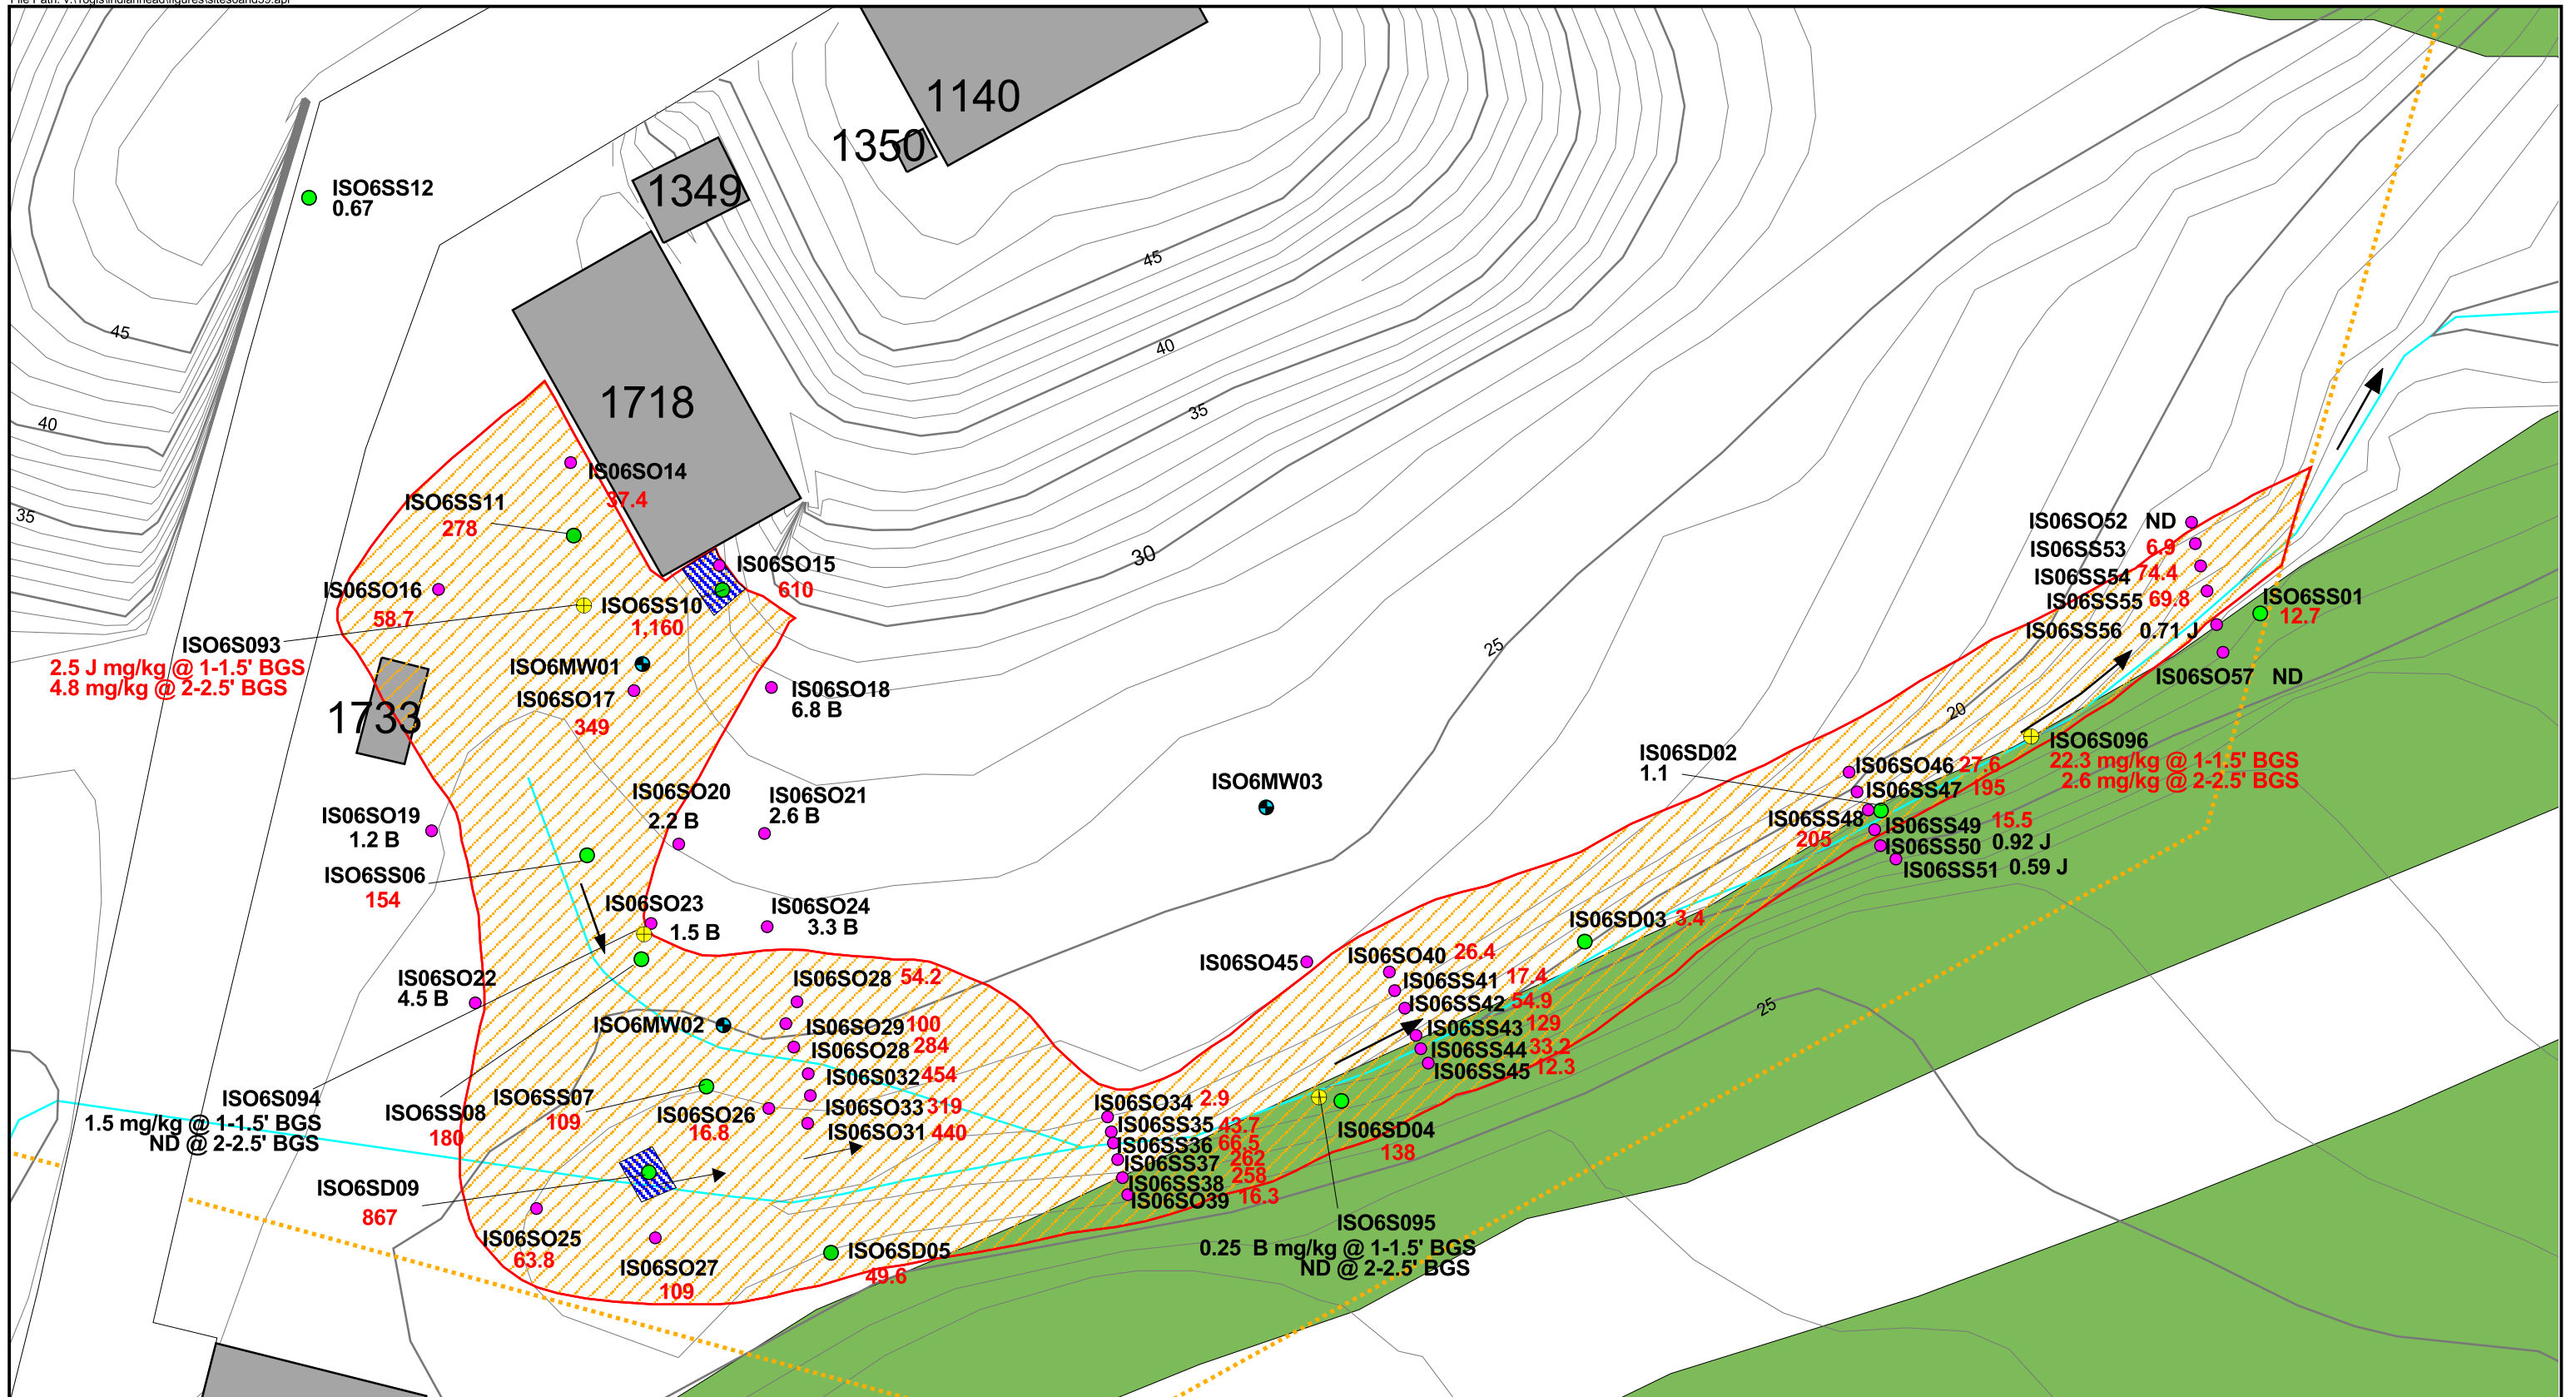 1140
1350
1349
ISO6SS12
0.67
45
45
40
1718
35
40
IS06SO14
37.4
ISO6SS11
278
35
30
IS06SO15
610
IS06SO16
58.7
ISO6SS10
1,160
ISO6S093
2.5 J mg/kg @ 1-1.5' BGS
4.8 mg/kg @ 2-2.5' BGS
ISO6MW01
IS06SO17
349
IS06SO18
6.8 B
1733
25
IS06SO52 ND
IS06SS53 6.9
IS06SS54 74.4
IS06SS55 69.8
IS06SS56 0.71 J
ISO6SS01
12.7
IS06SO57 ND
20
ISO6S096
22.3 mg/kg @ 1-1.5' BGS
2.6 mg/kg @ 2-2.5' BGS
IS06SD02
1.1
IS06SO46 27.6
IS06SS47 195
IS06SS48
205
IS06SS49 15.5
IS06SS50 0.92 J
IS06SS51 0.59 J
ISO6MW03
IS06SO20
2.2 B
IS06SO21
2.6 B
IS06SO19
1.2 B
ISO6SS06
154
IS06SO23
1.5 B
IS06SO24
3.3 B
IS06SD03 3.4
IS06SO22
4.5 B
IS06SO28 54.2
IS06SO45
IS06SO40 26.4
IS06SS41 17.4
IS06SS42 54.9
IS06SS43 129
IS06SS44 33.2
IS06SS45 12.3
25
ISO6MW02
IS06SO29 100
IS06SO28 284
IS06S032 454
IS06SO33 319
IS06SO31 440
ISO6S094
1.5 mg/kg @ 1-1.5' BGS
ND @ 2-2.5' BGS
ISO6SS08
180
ISO6SS07
109
IS06SO26
16.8
IS06SO34 2.9
IS06SS35 43.7
IS06SS36 66.5
IS06SS37 262
IS06SS38 258
IS06SO39 16.3
IS06SD04
138
ISO6SD09
867
IS06SO25
63.8
IS06SO27
109
ISO6SD05
49.6
ISO6S095
0.25 B mg/kg @ 1-1.5' BGS
ND @ 2-2.5' BGS